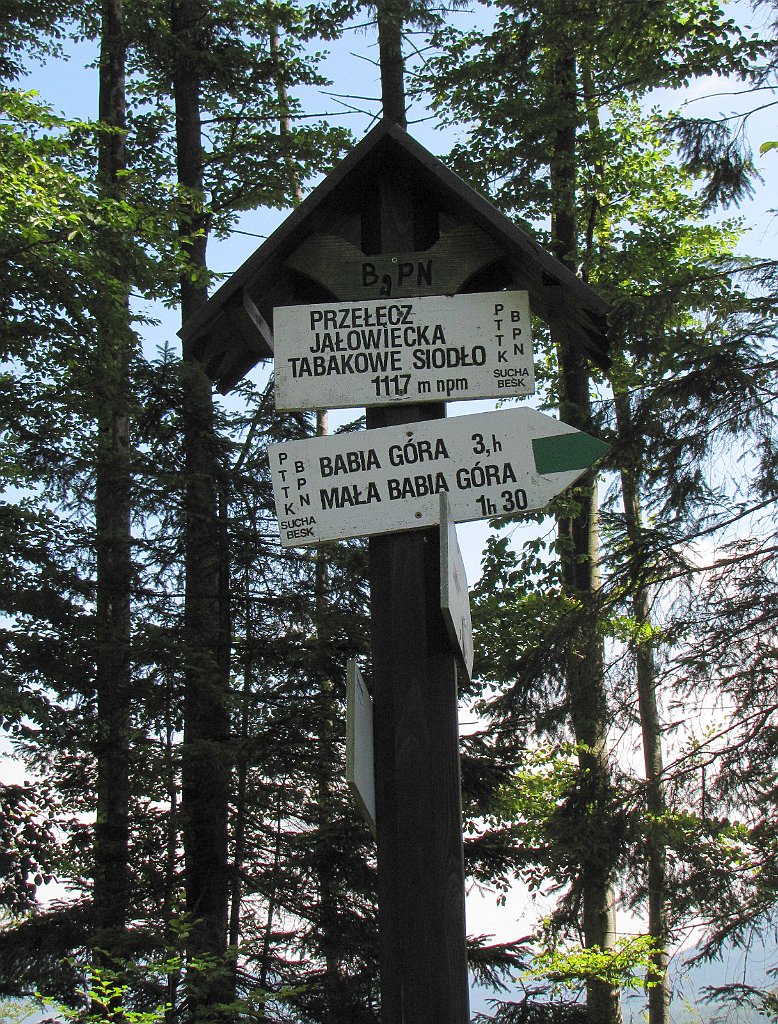 BgPN
PRZEŁĘCZ
JAŁOWIECKA
TABAKOWE SIODŁO
1117 m npm
PTTK
BPN
SUCHA
BESK.
PTTK
BPN
SUCHA
BESK.
BABIA GÓRA 3,h
MAŁA BABIA GÓRA
1h 30